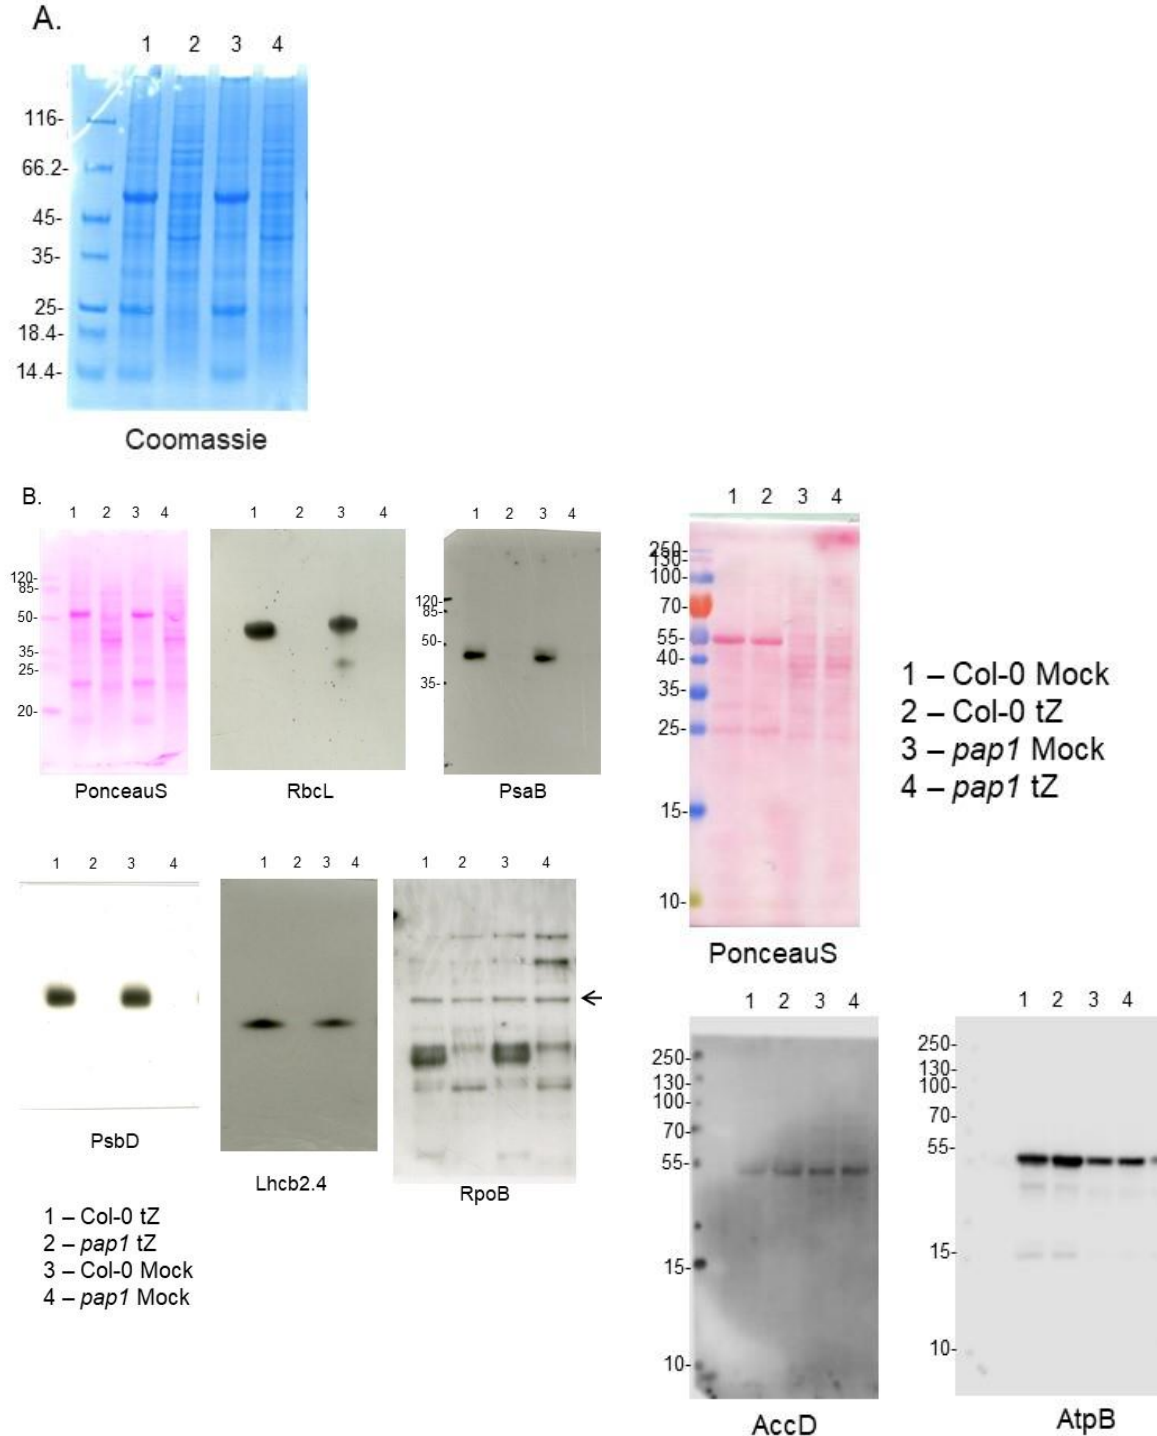 A.
1 2 3 4
116-
66.2-
45-
35-
25-
18.4-
14.4-
Coomassie
B.
1 2 3 4
120-
85-
50-
35-
25-
20-
PonceauS
1 2 3 4
RbcL
1 2 3 4
120-
85-
50-
35-
PsaB
1 2 3 4
250-
130-
100-
70-
55-
40-
35-
25-
15-
10-
PonceauS
1 – Col-0 Mock
2 – Col-0 tZ
3 – pap1 Mock
4 – pap1 tZ
1 2 3 4
PsbD
1 2 3 4
Lhcb2.4
1 2 3 4
RpoB
1 – Col-0 tZ
2 – pap1 tZ
3 – Col-0 Mock
4 – pap1 Mock
1 2 3 4
250-
130-
100-
70-
55-
15-
10-
AccD
1 2 3 4
250-
130-
100-
70-
55-
15-
10-
AtpB